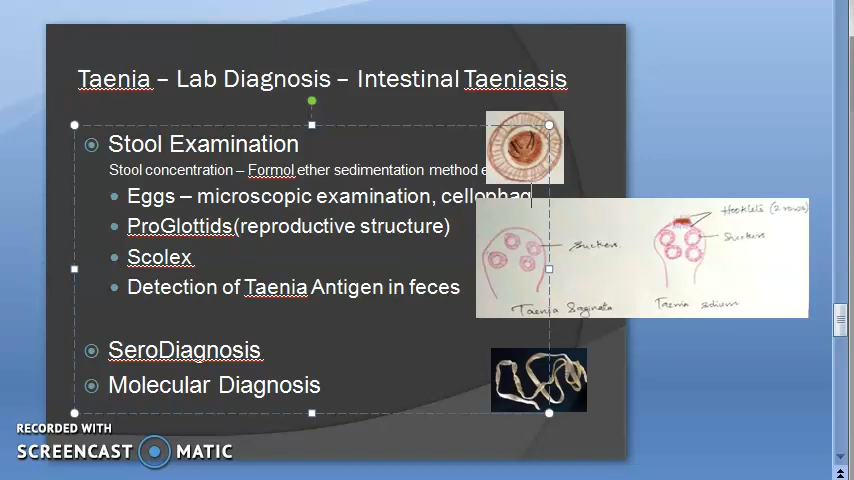 Taenia – Lab Diagnosis – Intestinal Taeniasis
Stool Examination
Stool concentration – Formol ether sedimentation method e
Eggs – microscopic examination, cellophag
ProGlottids(reproductive structure)
Scolex
Detection of Taenia Antigen in feces
SeroDiagnosis
Molecular Diagnosis
Hooklets (2 rows)
Suckers
Suckers.
Taenia Saginata
Taenia solium
RECORDED WITH
SCREENCAST MATIC